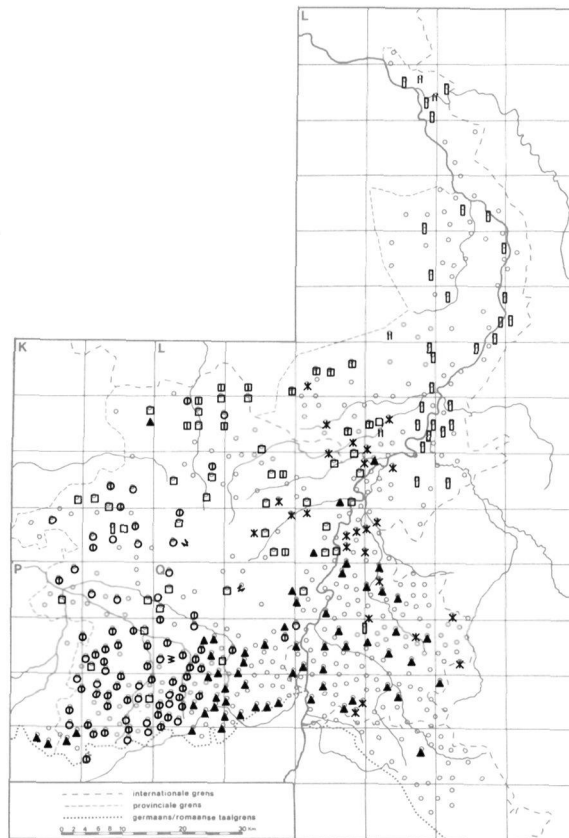 L
K
L
P
Q
internationale grens
provinciale grens
germaans/romaanse taalgrens
0 2 4 6 8 10 20 30 Km